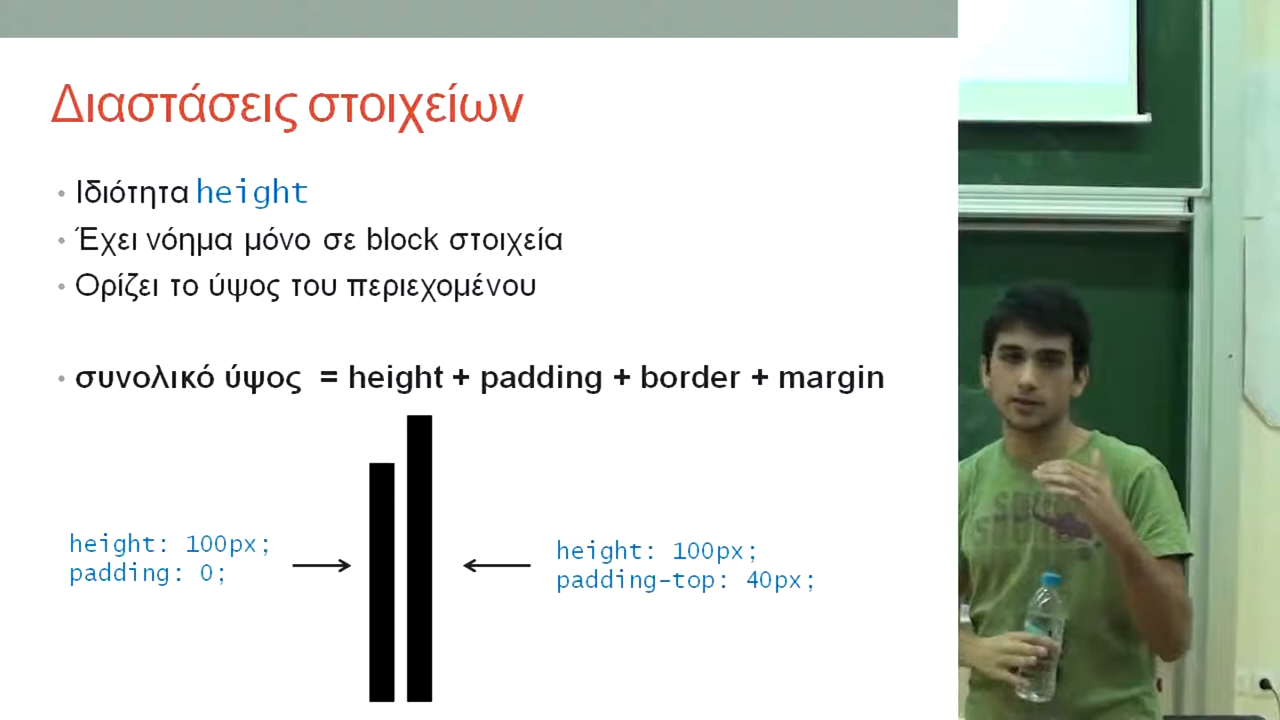 Διαστάσεις στοιχείων
• Ιδιότητα height
• Έχει νόημα μόνο σε block στοιχεία
• Ορίζει το ύψος του περιεχομένου
• συνολικό ύψος = height + padding + border + margin
height: 100px;
padding: 0;
height: 100px;
padding-top: 40px;